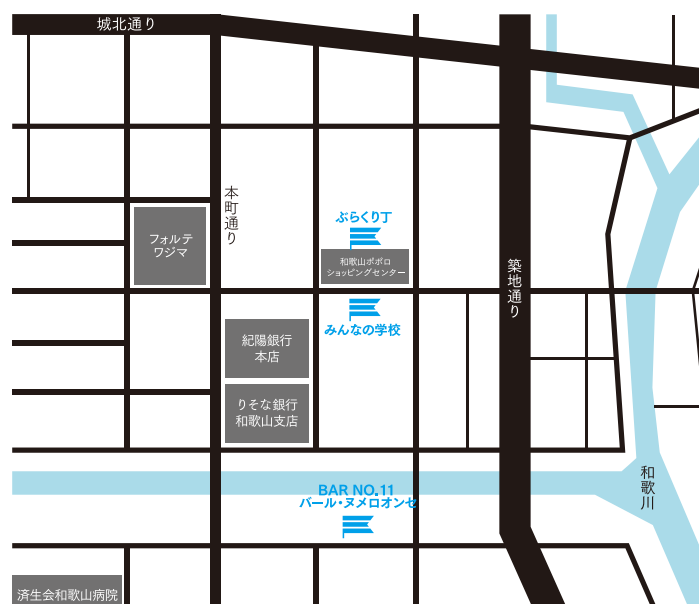 城北通り
本町通り
ぶらくり丁
フォルテ
ワジマ
和歌山ポポロ
ショッピングセンター
築地通り
みんなの学校
紀陽銀行
本店
りそな銀行
和歌山支店
和歌川
BAR NO.11
バール・ヌメロオンセ
済生会和歌山病院